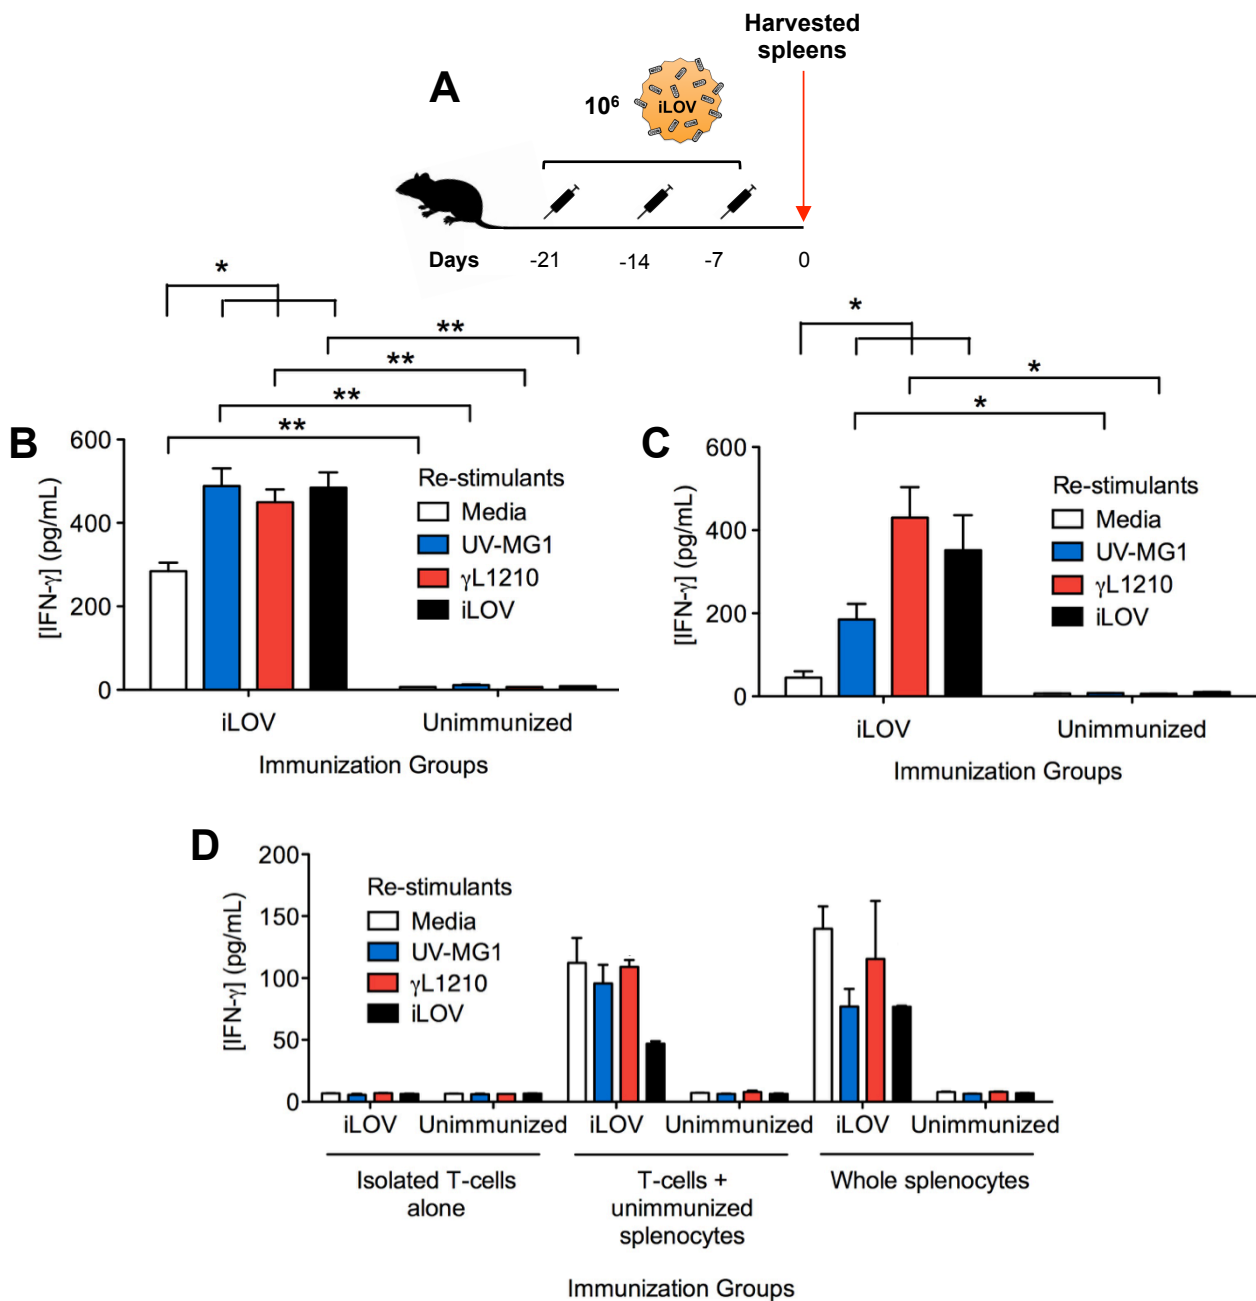 Harvested
spleens
A
10⁶
iLOV
Days
-21
-14
-7
0
*
**
**
**
**
B
600
400
200
0
[IFN-γ] (pg/mL)
Re-stimulants
Media
UV-MG1
γL1210
iLOV
iLOV
Unimmunized
Immunization Groups
*
*
*
C
600
400
200
0
[IFN-γ] (pg/mL)
Re-stimulants
Media
UV-MG1
γL1210
iLOV
iLOV
Unimmunized
Immunization Groups
D
200
150
100
50
0
[IFN-γ] (pg/mL)
Re-stimulants
Media
UV-MG1
γL1210
iLOV
iLOV Unimmunized iLOV Unimmunized iLOV Unimmunized
Isolated T-cells
alone
T-cells +
unimmunized
splenocytes
Whole splenocytes
Immunization Groups